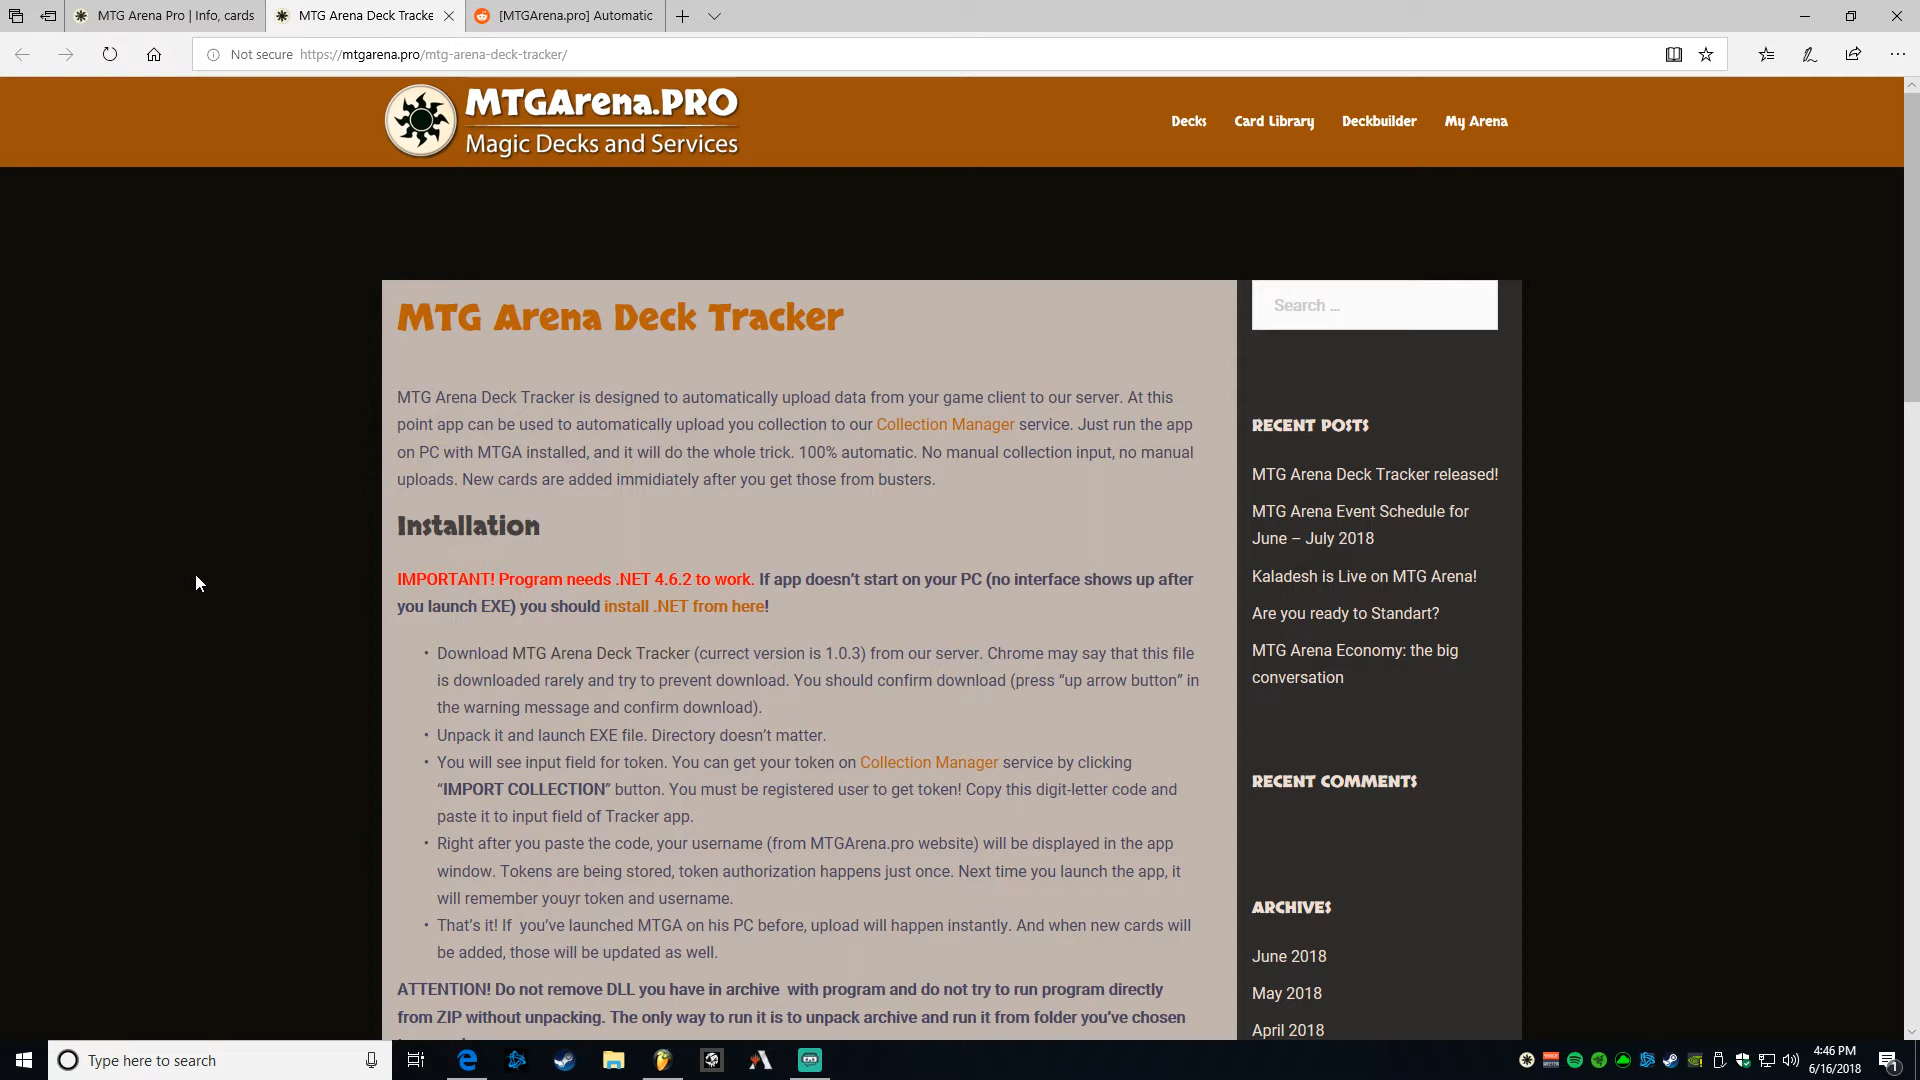 MTG Arena Pro | Info, cards
MTG Arena Deck Tracke
[MTGArena.pro] Automatic
Not secure https://mtgarena.pro/mtg-arena-deck-tracker/
MTGArena.PRO
Magic Decks and Services
Decks Card Library Deckbuilder My Arena
MTG Arena Deck Tracker
MTG Arena Deck Tracker is designed to automatically upload data from your game client to our server. At this
point app can be used to automatically upload you collection to our Collection Manager service. Just run the app
on PC with MTGA installed, and it will do the whole trick. 100% automatic. No manual collection input, no manual
uploads. New cards are added immidiately after you get those from busters.
Installation
IMPORTANT! Program needs .NET 4.6.2 to work. If app doesn't start on your PC (no interface shows up after
you launch EXE) you should install .NET from here!
• Download MTG Arena Deck Tracker (currect version is 1.0.3) from our server. Chrome may say that this file
is downloaded rarely and try to prevent download. You should confirm download (press “up arrow button” in
the warning message and confirm download).
• Unpack it and launch EXE file. Directory doesn't matter.
• You will see input field for token. You can get your token on Collection Manager service by clicking
“IMPORT COLLECTION” button. You must be registered user to get token! Copy this digit-letter code and
paste it to input field of Tracker app.
• Right after you paste the code, your username (from MTGArena.pro website) will be displayed in the app
window. Tokens are being stored, token authorization happens just once. Next time you launch the app, it
will remember youyr token and username.
• That's it! If you've launched MTGA on his PC before, upload will happen instantly. And when new cards will
be added, those will be updated as well.
ATTENTION! Do not remove DLL you have in archive with program and do not try to run program directly
from ZIP without unpacking. The only way to run it is to unpack archive and run it from folder you've chosen
Search ...
RECENT POSTS
MTG Arena Deck Tracker released!
MTG Arena Event Schedule for
June – July 2018
Kaladesh is Live on MTG Arena!
Are you ready to Standart?
MTG Arena Economy: the big
conversation
RECENT COMMENTS
ARCHIVES
June 2018
May 2018
April 2018
Type here to search
4:46 PM
6/16/2018
1